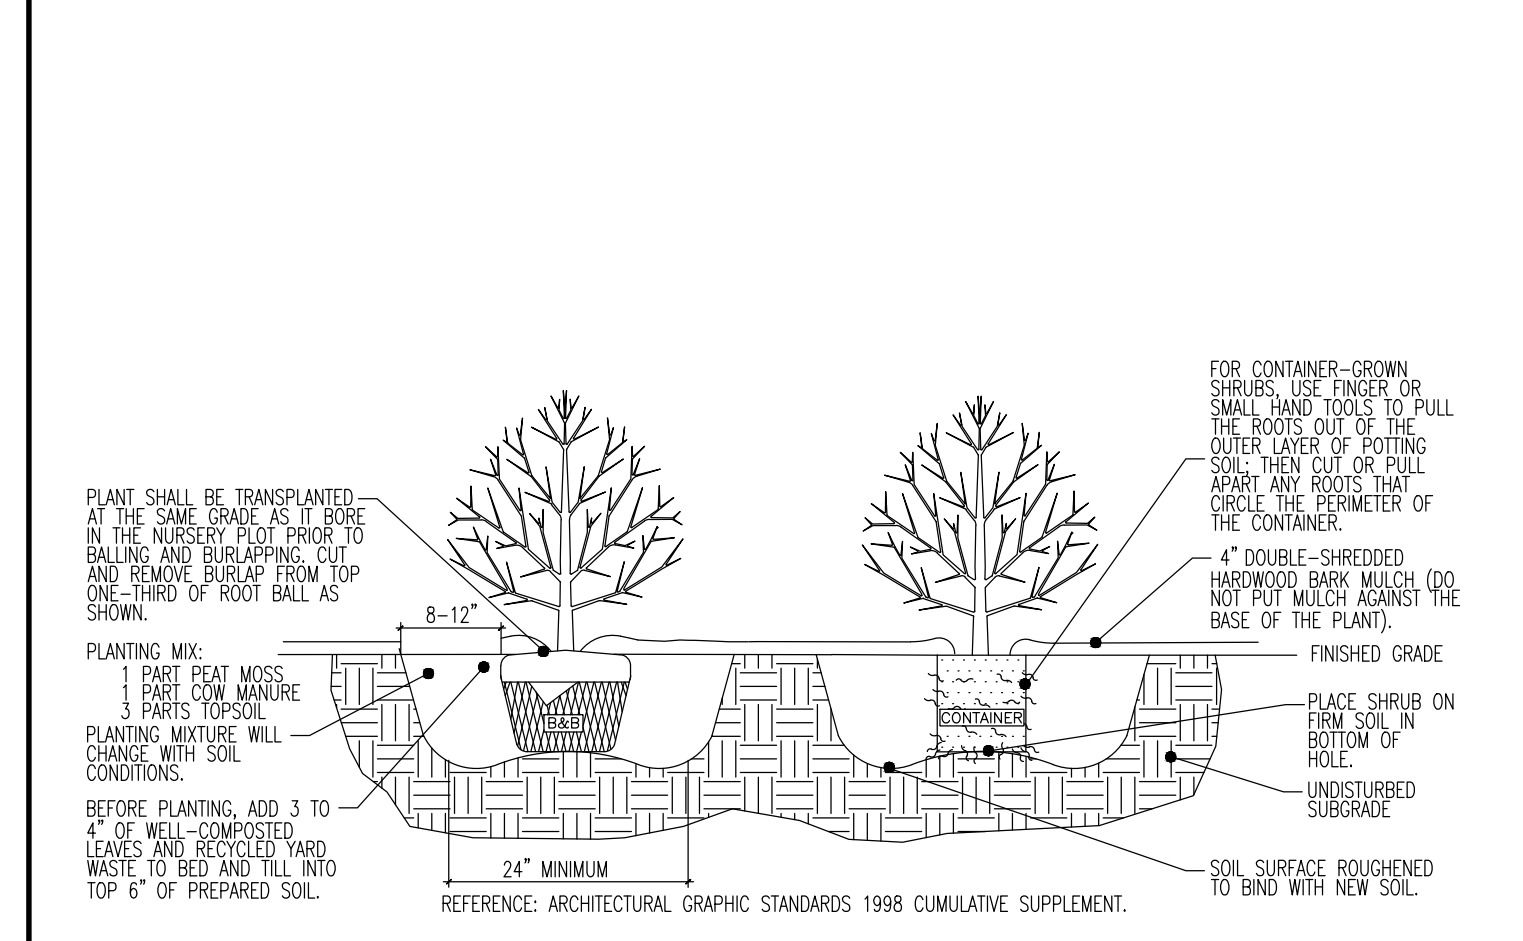 PLANT SHALL BE TRANSPLANTED
AT THE SAME GRADE AS IT BORE
IN THE NURSERY PLOT PRIOR TO
BALLING AND BURLAPPING. CUT
AND REMOVE BURLAP FROM TOP
ONE-THIRD OF ROOT BALL AS
SHOWN.
8-12"
PLANTING MIX:
1 PART PEAT MOSS
1 PART COW MANURE
3 PARTS TOPSOIL
PLANTING MIXTURE WILL
CHANGE WITH SOIL
CONDITIONS.
BEFORE PLANTING, ADD 3 TO
4" OF WELL-COMPOSTED
LEAVES AND RECYCLED YARD
WASTE TO BED AND TILL INTO
TOP 6" OF PREPARED SOIL.
B&B
CONTAINER
24" MINIMUM
FOR CONTAINER-GROWN
SHRUBS, USE FINGER OR
SMALL HAND TOOLS TO PULL
THE ROOTS OUT OF THE
OUTER LAYER OF POTTING
SOIL; THEN CUT OR PULL
APART ANY ROOTS THAT
CIRCLE THE PERIMETER OF
THE CONTAINER.
4" DOUBLE-SHREDDED
HARDWOOD BARK MULCH (DO
NOT PUT MULCH AGAINST THE
BASE OF THE PLANT).
FINISHED GRADE
PLACE SHRUB ON
FIRM SOIL IN
BOTTOM OF
HOLE.
UNDISTURBED
SUBGRADE
SOIL SURFACE ROUGHENED
TO BIND WITH NEW SOIL.
REFERENCE: ARCHITECTURAL GRAPHIC STANDARDS 1998 CUMULATIVE SUPPLEMENT.